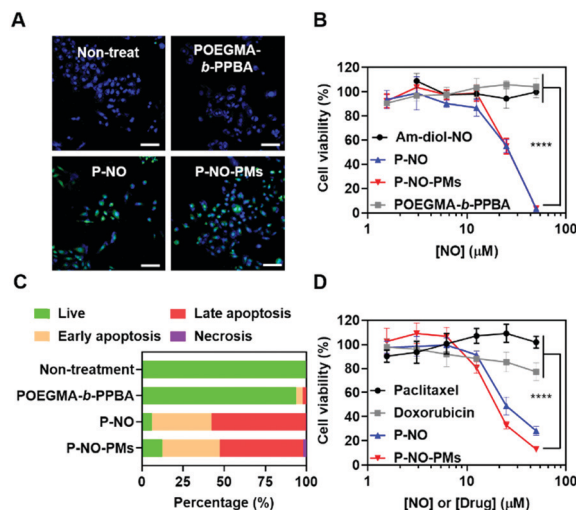 A
Non-treat
POEGMA-
b-PPBA
P-NO
P-NO-PMs
B
Cell viability (%)
120
100
80
60
40
20
0
1
10
100
[NO] (μM)
Am-diol-NO
P-NO
P-NO-PMs
POEGMA-b-PPBA
****
C
Live
Late apoptosis
Early apoptosis
Necrosis
Non-treatment
POEGMA-b-PPBA
P-NO
P-NO-PMs
0
25
50
75
100
Percentage (%)
D
Cell viability (%)
120
100
80
60
40
20
0
1
10
100
[NO] or [Drug] (μM)
Paclitaxel
Doxorubicin
P-NO
P-NO-PMs
****